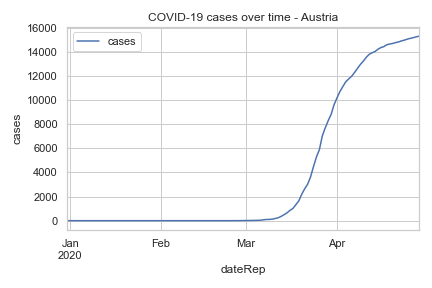 COVID-19 cases over time - Austria
cases
16000
14000
12000
10000
8000
6000
4000
2000
0
cases
Jan
2020
Feb
Mar
Apr
dateRep